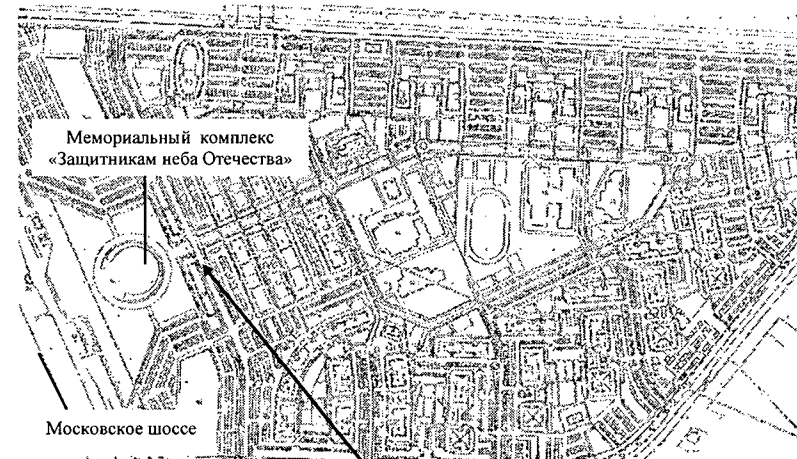 Мемориальный комплекс
«Защитникам неба Отечества»
Московское шоссе